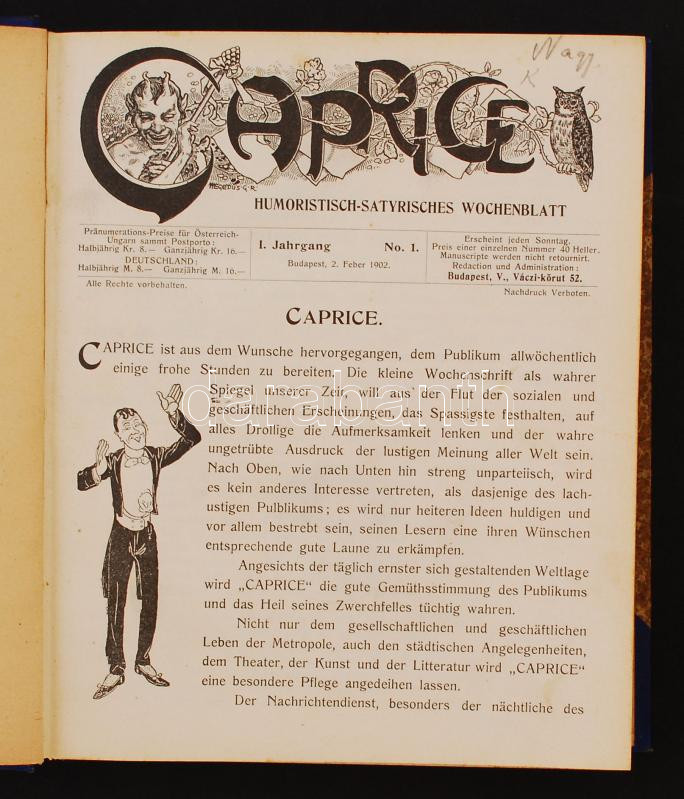 Nagy
K
CAPRICE
HEGEDŰS G. R.
HUMORISTISCH-SATYRISCHES WOCHENBLATT
Pränumerations-Preise für Österreich-
Ungarn sammt Postporto:
Halbjährig Kr. 8.— Ganzjährig Kr. 16.—
DEUTSCHLAND:
Halbjährig M. 8.— Ganzjährig M. 16.—
I. Jahrgang No. 1.
Budapest, 2. Feber 1902.
Erscheint jeden Sonntag.
Preis einer einzelnen Nummer 40 Heller.
Manuscripte werden nicht retournirt.
Redaction und Administration:
Budapest, V., Váczi-körut 52.
Alle Rechte vorbehalten.
Nachdruck Verboten.
CAPRICE.
CAPRICE ist aus dem Wunsche hervorgegangen, dem Publikum allwöchentlich
einige frohe Stunden zu bereiten. Die kleine Wochenschrift als wahrer
Spiegel unserer Zeit, will aus der Flut der sozialen und
geschäftlichen Erscheinungen, das Spassigste festhalten, auf
alles Drollige die Aufmerksamkeit lenken und der wahre
ungetrübte Ausdruck der lustigen Meinung aller Welt sein.
Nach Oben, wie nach Unten hin streng unparteiisch, wird
es kein anderes Interesse vertreten, als dasjenige des lach-
ustigen Pulblikums; es wird nur heiteren Ideen huldigen und
vor allem bestrebt sein, seinen Lesern eine ihren Wünschen
entsprechende gute Laune zu erkämpfen.
Angesichts der täglich ernster sich gestaltenden Weltlage
wird „CAPRICE“ die gute Gemüthsstimmung des Publikums
und das Heil seines Zwerchfelles tüchtig wahren.
Nicht nur dem gesellschaftlichen und geschäftlichen
Leben der Metropole, auch den städtischen Angelegenheiten,
dem Theater, der Kunst und der Litteratur wird „CAPRICE“
eine besondere Pflege angedeihen lassen.
Der Nachrichtendienst, besonders der nächtliche des
darabanth